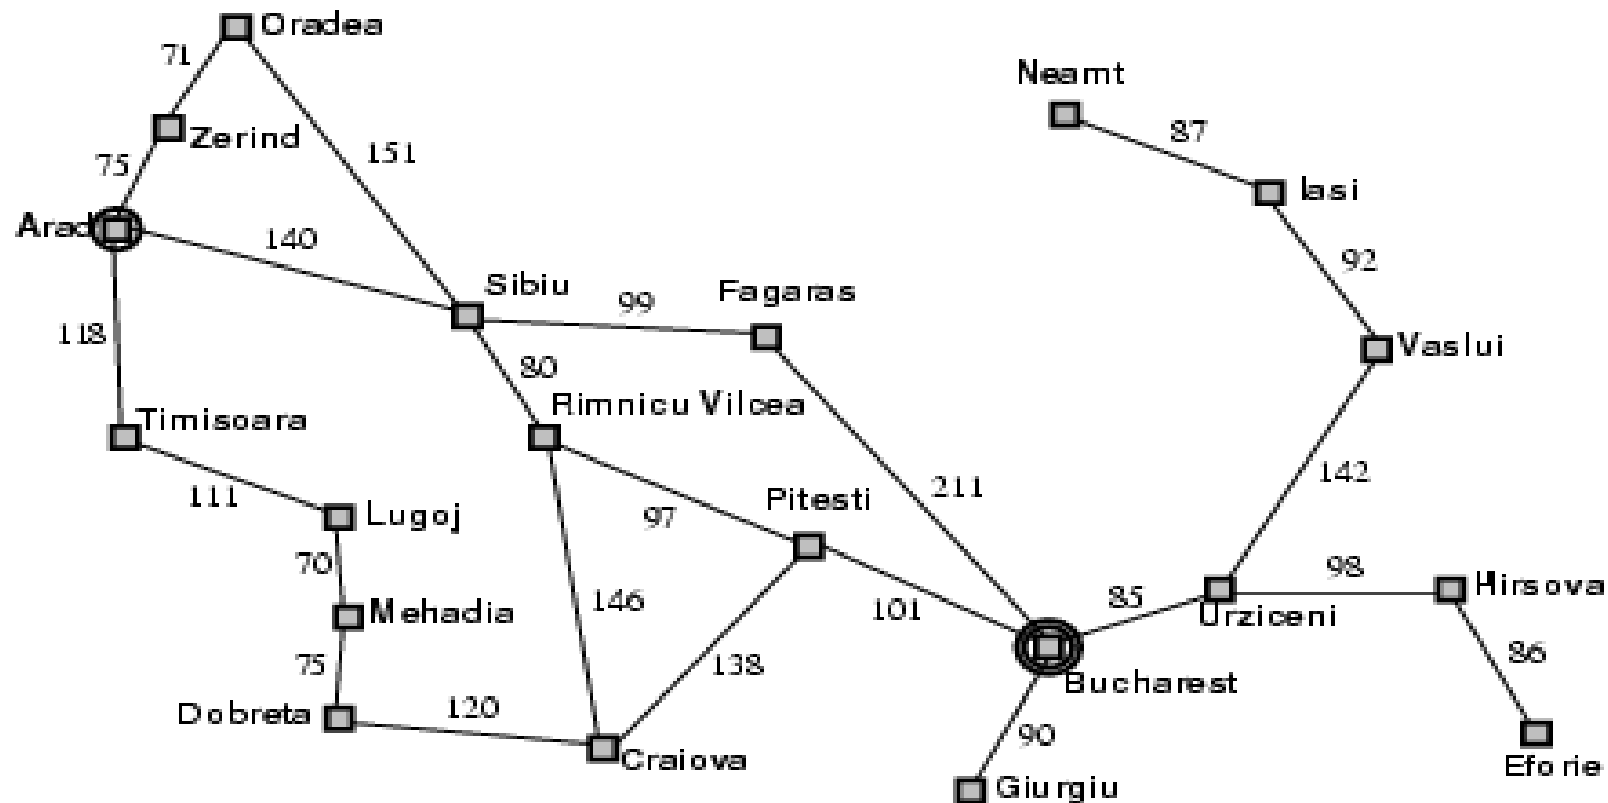 Oradea
71
Neamt
87
Zerind
151
75
Iasi
Arad
140
92
Sibiu
Fagaras
99
118
Vaslui
80
Rimnicu Vilcea
Timisoara
142
211
111
Pitesti
Lugoj
97
70
98
Hirsova
146
85
Mehadia
101
Urziceni
86
75
138
Bucharest
Dobreta
120
90
Craiova
Eforie
Giurgiu